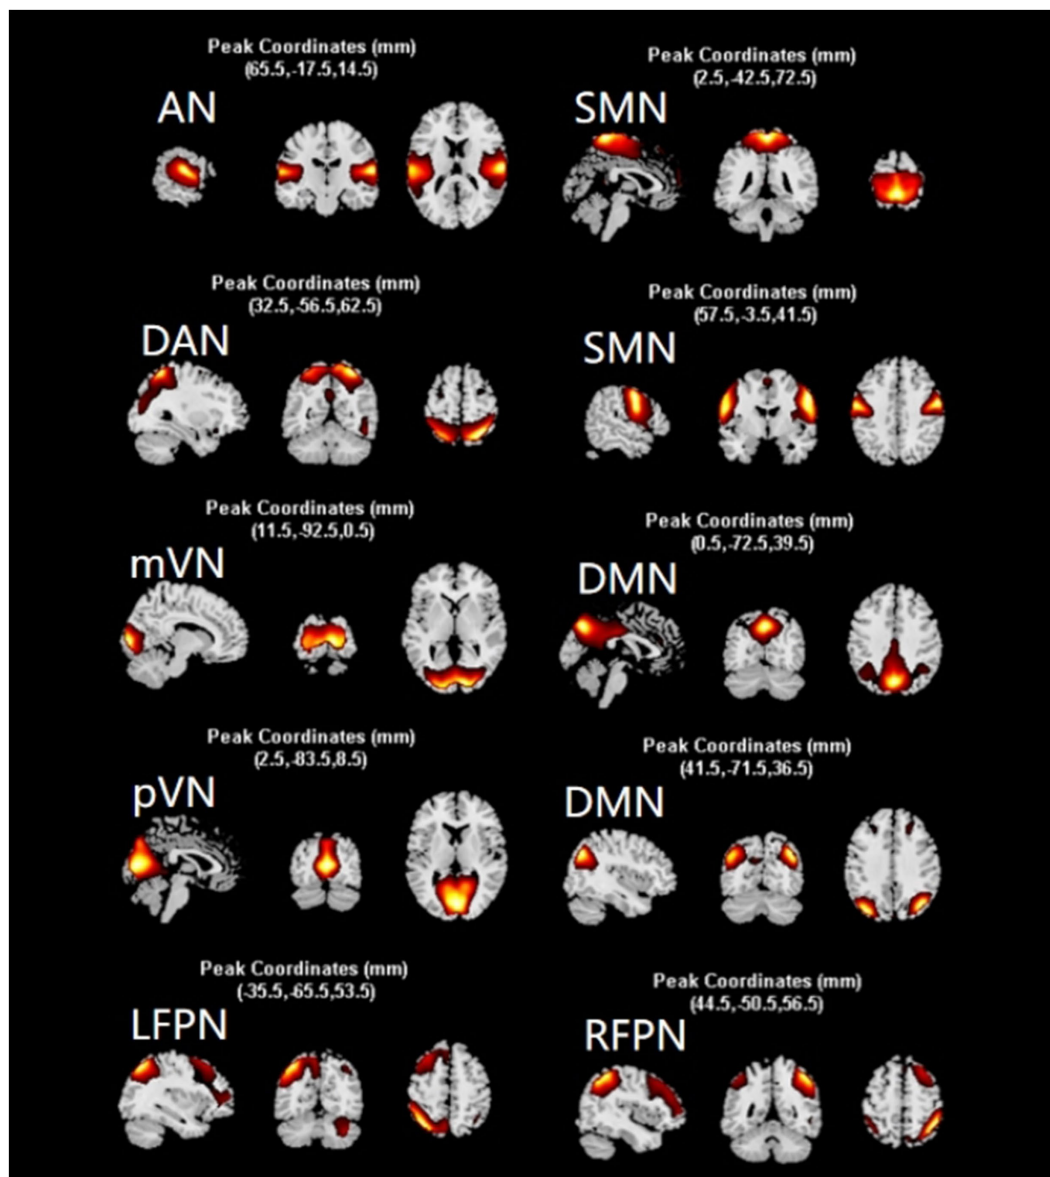 Peak Coordinates (mm)
(65.5,-17.5,14.5)
AN
Peak Coordinates (mm)
(2.5,-42.5,72.5)
SMN
Peak Coordinates (mm)
(32.5,-56.5,62.5)
DAN
Peak Coordinates (mm)
(57.5,-3.5,41.5)
SMN
Peak Coordinates (mm)
(11.5,-92.5,0.5)
mVN
Peak Coordinates (mm)
(0.5,-72.5,39.5)
DMN
Peak Coordinates (mm)
(2.5,-83.5,8.5)
pVN
Peak Coordinates (mm)
(41.5,-71.5,36.5)
DMN
Peak Coordinates (mm)
(-35.5,-65.5,53.5)
LFPN
Peak Coordinates (mm)
(44.5,-50.5,56.5)
RFPN